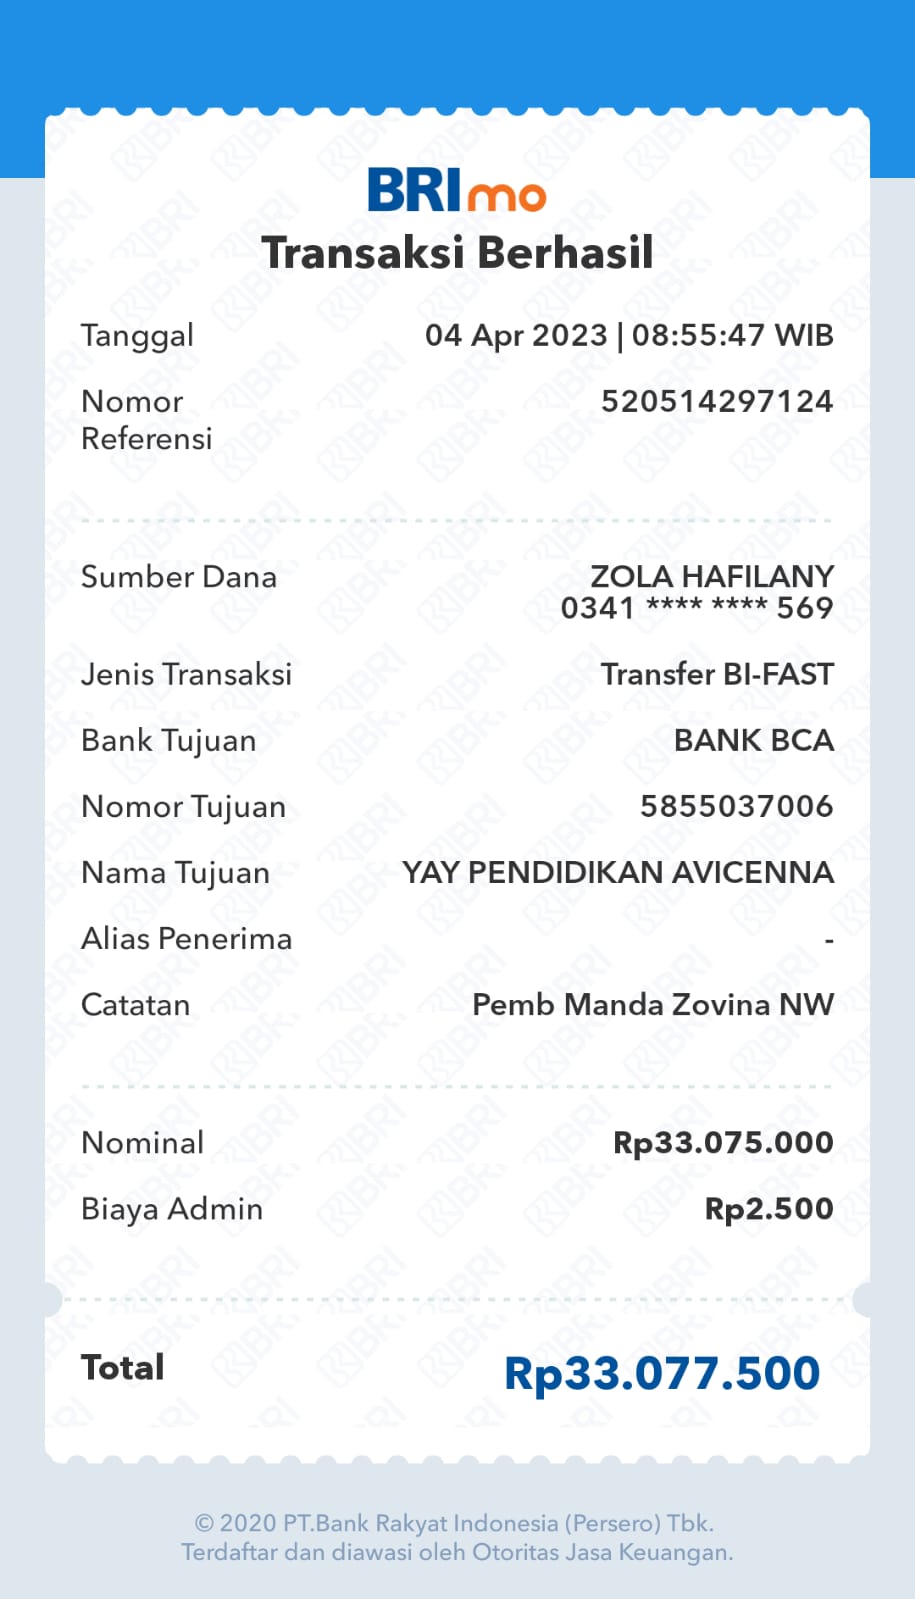 BRImo
Transaksi Berhasil
Tanggal 04 Apr 2023 | 08:55:47 WIB
Nomor 520514297124
Referensi
Sumber Dana ZOLA HAFILANY
0341 **** **** 569
Jenis Transaksi Transfer BI-FAST
Bank Tujuan BANK BCA
Nomor Tujuan 5855037006
Nama Tujuan YAY PENDIDIKAN AVICENNA
Alias Penerima -
Catatan Pemb Manda Zovina NW
Nominal Rp33.075.000
Biaya Admin Rp2.500
Total Rp33.077.500
© 2020 PT.Bank Rakyat Indonesia (Persero) Tbk.
Terdaftar dan diawasi oleh Otoritas Jasa Keuangan.